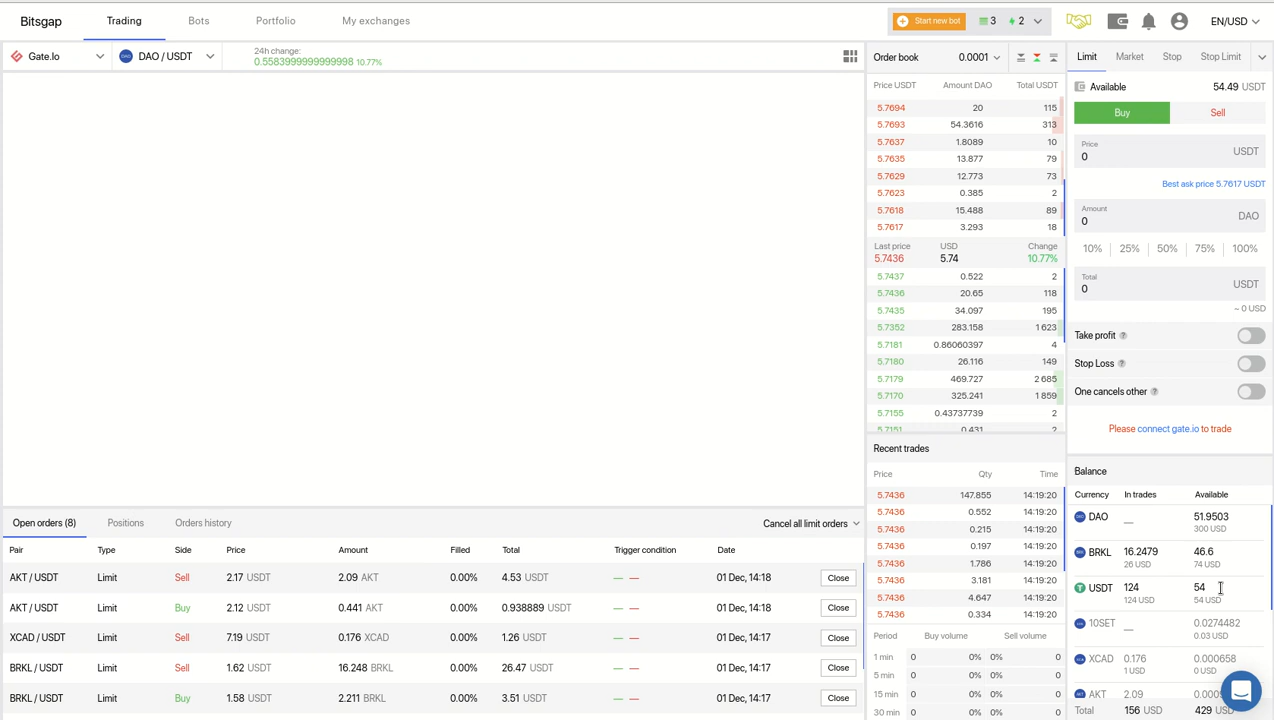 Bitsgap Trading Bots Portfolio My exchanges Start new bot 3 2 EN/USD
Gate.Io DAO / USDT 24h change:
0.5583999999999998 10.77%
Order book 0.0001
Price USDT Amount DAO Total USDT
5.7694 20 115
5.7693 54.3616 313
5.7637 1.8089 10
5.7635 13.877 79
5.7629 12.773 73
5.7623 0.385 2
5.7618 15.488 89
5.7617 3.293 18
Last price USD Change
5.7436 5.74 10.77%
5.7437 0.522 2
5.7436 20.65 118
5.7435 34.097 195
5.7352 283.158 1 623
5.7181 0.86060397 4
5.7180 26.116 149
5.7179 469.727 2 685
5.7170 325.241 1 859
5.7155 0.43737739 2
5.7151 0.431 2
Recent trades
Price Qty Time
5.7436 147.855 14:19:20
5.7436 0.552 14:19:20
5.7436 0.215 14:19:20
5.7436 0.197 14:19:20
5.7436 1.786 14:19:20
5.7436 3.181 14:19:20
5.7436 4.647 14:19:20
5.7436 0.334 14:19:20
Period Buy volume Sell volume
1 min 0 0% 0% 0
5 min 0 0% 0% 0
15 min 0 0% 0% 0
30 min 0 0% 0% 0
Limit Market Stop Stop Limit
Available 54.49 USDT
Buy Sell
Price
0 USDT
Best ask price 5.7617 USDT
Amount
0 DAO
10% 25% 50% 75% 100%
Total
0 USDT
~ 0 USD
Take profit ?
Stop Loss ?
One cancels other ?
Please connect gate.io to trade
Balance
Currency In trades Available
DAO — 51.9503
300 USD
BRKL 16.2479 46.6
26 USD 74 USD
USDT 124 54
124 USD 54 USD
10SET — 0.0274482
0.03 USD
XCAD 0.176 0.000658
1 USD 0 USD
AKT 2.09
Total 156 USD 429 USD
Open orders (8) Positions Orders history Cancel all limit orders
Pair Type Side Price Amount Filled Total Trigger condition Date
AKT / USDT Limit Sell 2.17 USDT 2.09 AKT 0.00% 4.53 USDT — — 01 Dec, 14:18 Close
AKT / USDT Limit Buy 2.12 USDT 0.441 AKT 0.00% 0.938889 USDT — — 01 Dec, 14:18 Close
XCAD / USDT Limit Sell 7.19 USDT 0.176 XCAD 0.00% 1.26 USDT — — 01 Dec, 14:17 Close
BRKL / USDT Limit Sell 1.62 USDT 16.248 BRKL 0.00% 26.47 USDT — — 01 Dec, 14:17 Close
BRKL / USDT Limit Buy 1.58 USDT 2.211 BRKL 0.00% 3.51 USDT — — 01 Dec, 14:17 Close